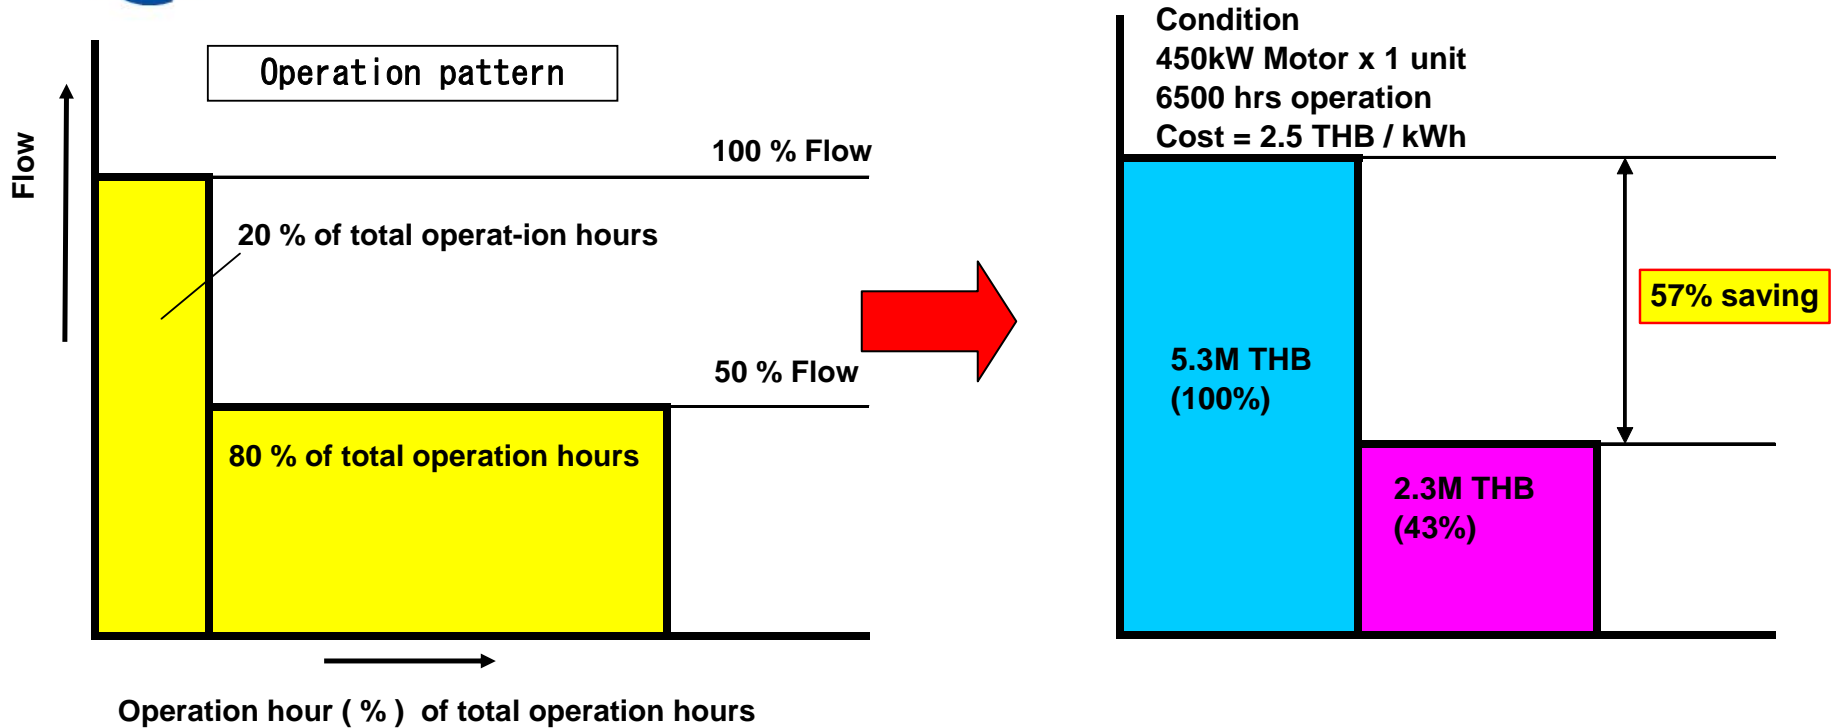 Operation pattern
Flow
100 % Flow
20 % of total operat-ion hours
50 % Flow
80 % of total operation hours
Operation hour ( % ) of total operation hours
Condition
450kW Motor x 1 unit
6500 hrs operation
Cost = 2.5 THB / kWh
57% saving
5.3M THB
(100%)
2.3M THB
(43%)